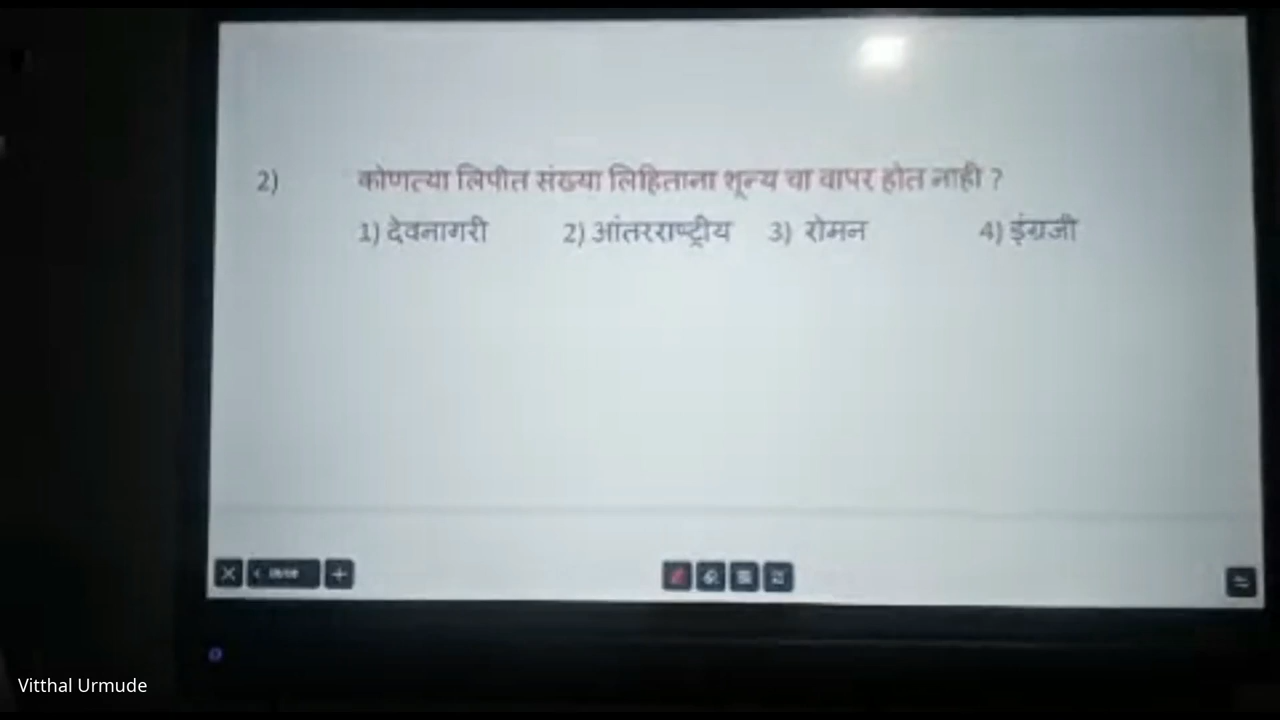 2) कोणत्या लिपीत संख्या लिहिताना शून्य चा वापर होत नाही ?
1) देवनागरी 2) आंतरराष्ट्रीय 3) रोमन 4) इंग्रजी
Vitthal Urmude